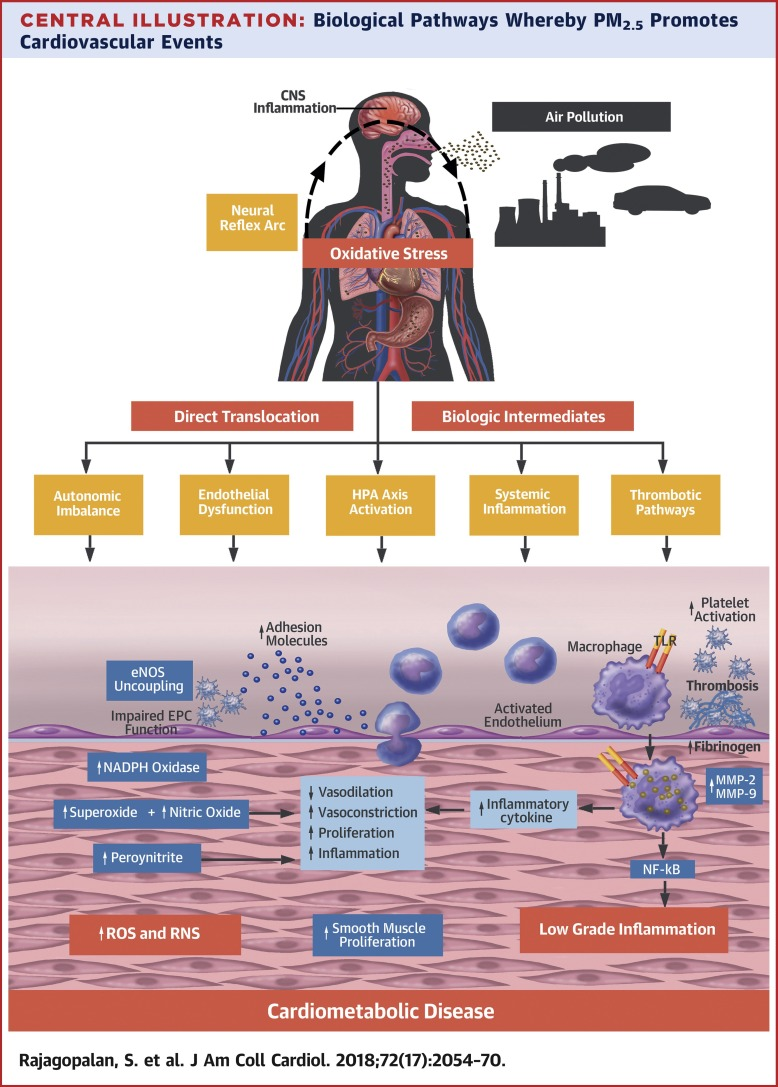 CENTRAL ILLUSTRATION: Biological Pathways Whereby PM2.5 Promotes
Cardiovascular Events
CNS
Inflammation
Air Pollution
Neural
Reflex Arc
Oxidative Stress
Direct Translocation
Biologic Intermediates
Autonomic
Imbalance
Endothelial
Dysfunction
HPA Axis
Activation
Systemic
Inflammation
Thrombotic
Pathways
↑Adhesion
Molecules
eNOS
Uncoupling
Impaired EPC
Function
Activated
Endothelium
Macrophage
TLR
↑Platelet
Activation
Thrombosis
↑Fibrinogen
↑NADPH Oxidase
↑Superoxide + ↑Nitric Oxide
↑Peroynitrite
↓Vasodilation
↑Vasoconstriction
↑Proliferation
↑Inflammation
↑Inflammatory
cytokine
↑MMP-2
MMP-9
NF-kB
↑ROS and RNS
↑Smooth Muscle
Proliferation
Low Grade Inflammation
Cardiometabolic Disease
Rajagopalan, S. et al. J Am Coll Cardiol. 2018;72(17):2054–70.